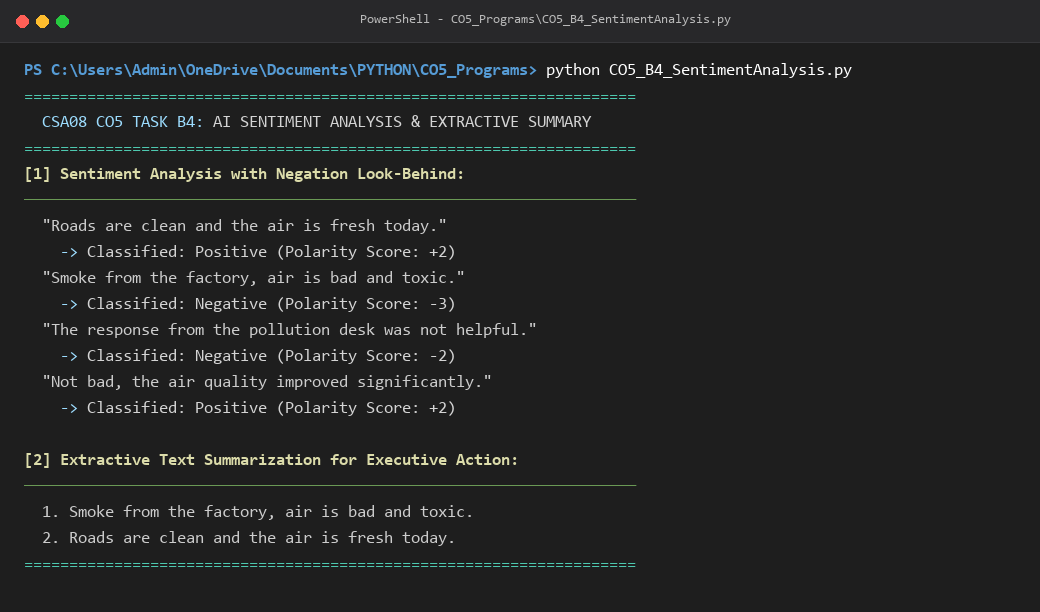 PowerShell - CO5_Programs\CO5_B4_SentimentAnalysis.py
PS C:\Users\Admin\OneDrive\Documents\PYTHON\CO5_Programs> python CO5_B4_SentimentAnalysis.py
====================================================================
CSA08 CO5 TASK B4: AI SENTIMENT ANALYSIS & EXTRACTIVE SUMMARY
====================================================================
[1] Sentiment Analysis with Negation Look-Behind:
────────────────────────────────────────────────────────────────────
"Roads are clean and the air is fresh today."
-> Classified: Positive (Polarity Score: +2)
"Smoke from the factory, air is bad and toxic."
-> Classified: Negative (Polarity Score: -3)
"The response from the pollution desk was not helpful."
-> Classified: Negative (Polarity Score: -2)
"Not bad, the air quality improved significantly."
-> Classified: Positive (Polarity Score: +2)
[2] Extractive Text Summarization for Executive Action:
────────────────────────────────────────────────────────────────────
1. Smoke from the factory, air is bad and toxic.
2. Roads are clean and the air is fresh today.
====================================================================